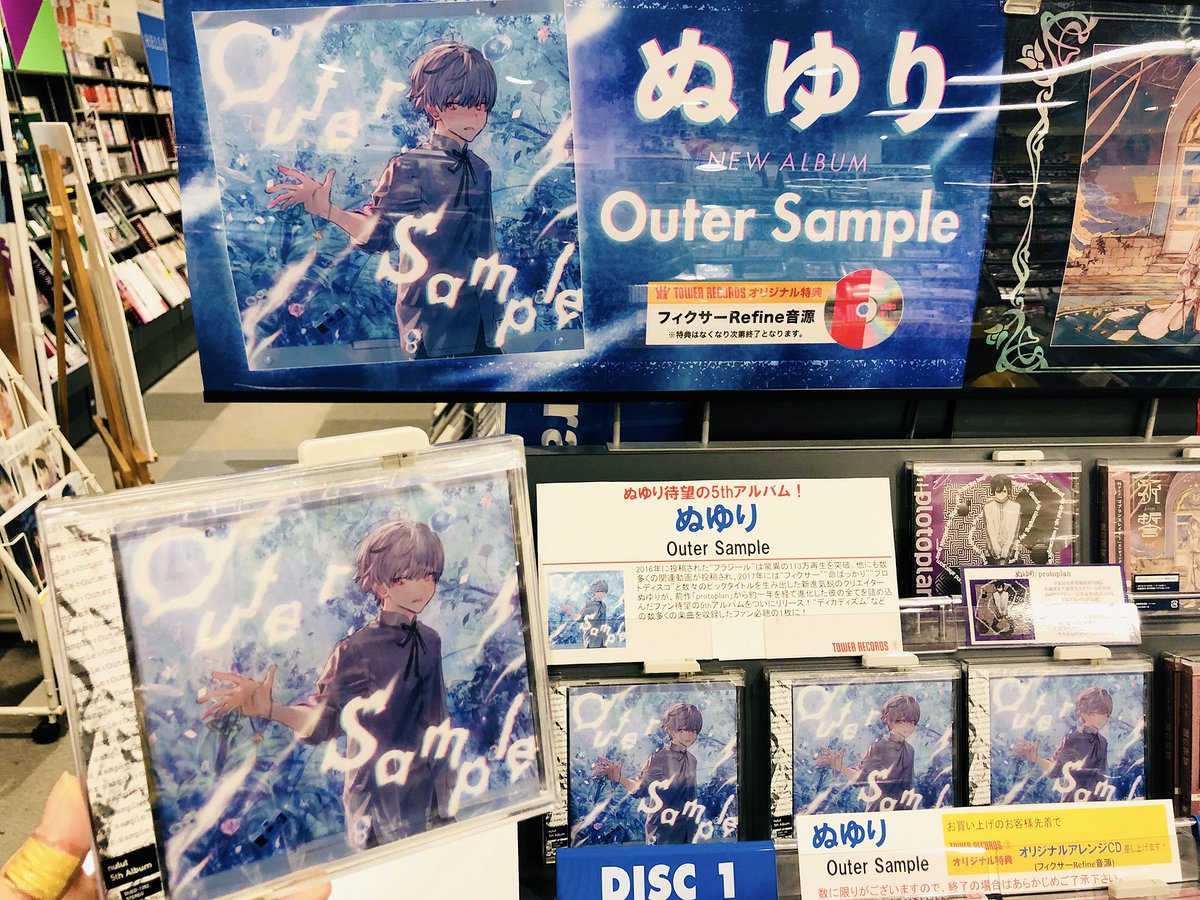 Outer
Sample
ぬゆり
NEW ALBUM
Outer Sample
TOWER RECORDS オリジナル特典
フィクサーRefine音源
※特典はなくなり次第終了となります。
Outer
Sample
nulut
5th Album
ぬゆり待望の5thアルバム！
ぬゆり
Outer Sample
2016年に投稿された"フラジール"は驚異の113万再生を突破、他にも数
多くの関連動画が投稿され、2017年には"フィクサー""命ばっかり""プロ
トディスコ"と数々のビックタイトルを生み出した新進気鋭のクリエイター
ぬゆりが、前作「protoplan」から約一年を経て進化した彼の全てを詰め込
んだファン待望の5thアルバムをついにリリース！"ディカディズム"など
の数多くの楽曲を収録したファン必聴の1枚に！
Outer
Sample
TOWER RECORDS
protoplan
ぬゆり/protoplan
祈誓
Outer
Sample
Outer
Sample
Outer
Sample
DISC 1
ぬゆり
Outer Sample
お買い上げのお客様先着で
TOWER RECORDS
オリジナル特典
オリジナルアレンジCD差し上げます！
(フィクサーRefine音源)
数に限りがございますので、終了の場合はあらかじめご了承下さい。